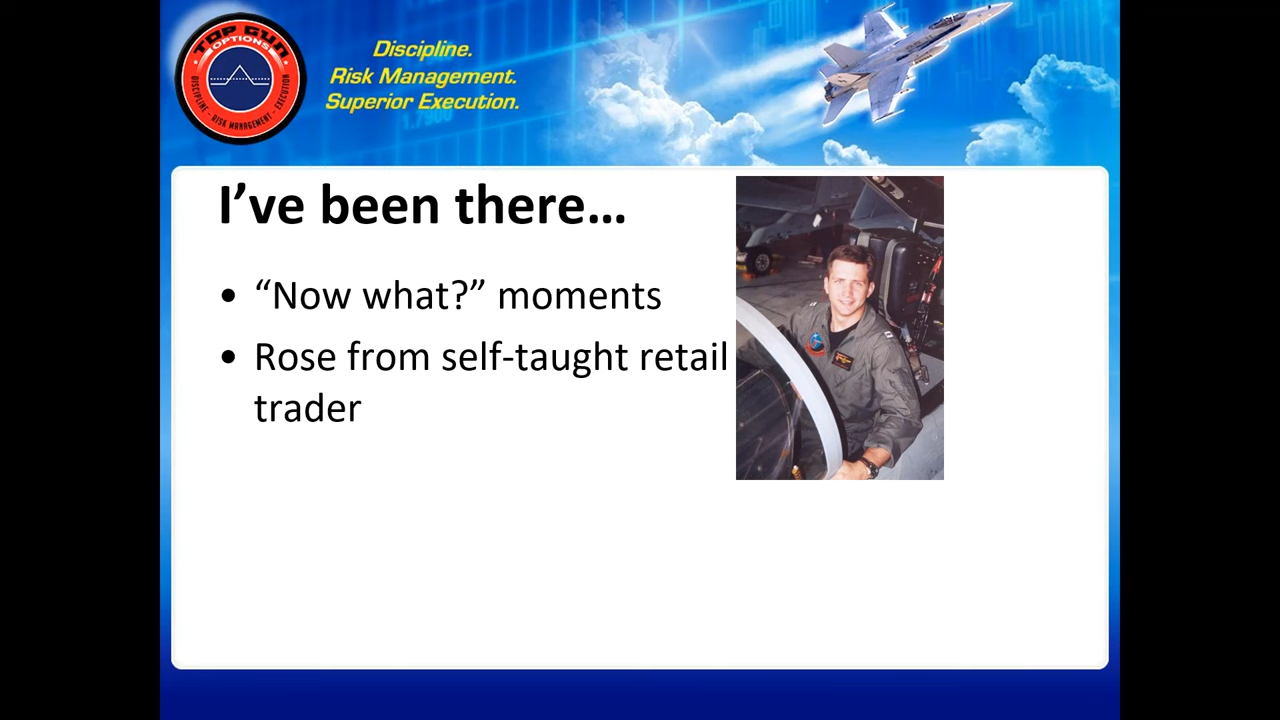 TOP GUN
OPTIONS
DISCIPLINE - RISK MANAGEMENT - EXECUTION
Discipline.
Risk Management.
Superior Execution.
I’ve been there…
• “Now what?” moments
• Rose from self-taught retail
trader